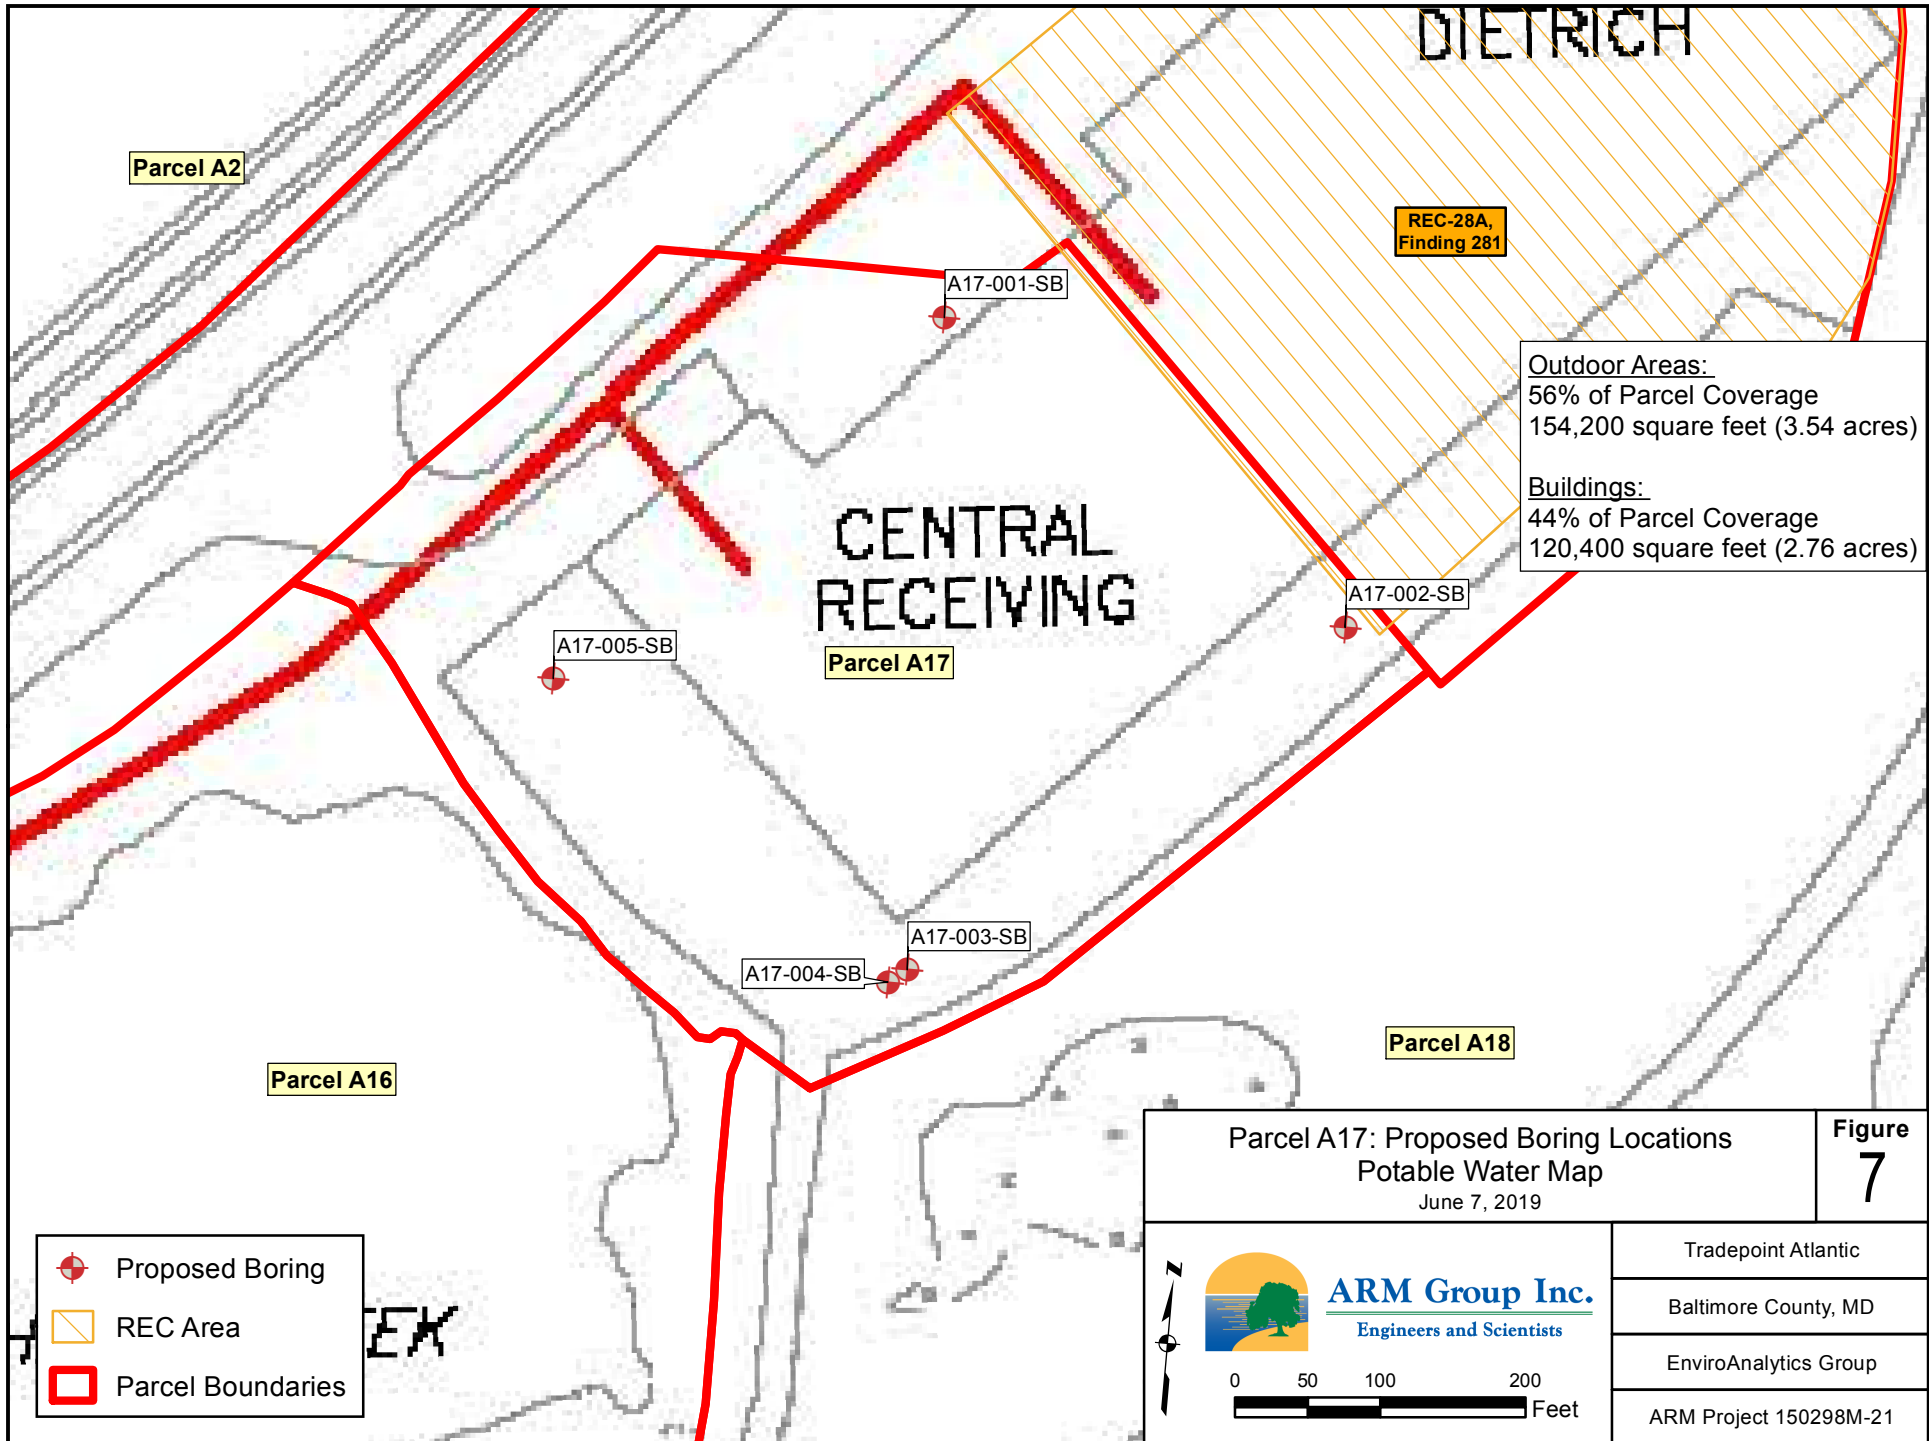 DIETRICH
Parcel A2
REC-28A,
Finding 281
A17-001-SB
Outdoor Areas:
56% of Parcel Coverage
154,200 square feet (3.54 acres)
Buildings:
44% of Parcel Coverage
120,400 square feet (2.76 acres)
CENTRAL
RECEIVING
A17-002-SB
A17-005-SB
Parcel A17
A17-003-SB
A17-004-SB
Parcel A18
Parcel A16
Parcel A17: Proposed Boring Locations
Potable Water Map
June 7, 2019
Figure
7
Proposed Boring
REC Area
Parcel Boundaries
EK
Z
ARM Group Inc.
Engineers and Scientists
0 50 100 200
Feet
Tradepoint Atlantic
Baltimore County, MD
EnviroAnalytics Group
ARM Project 150298M-21